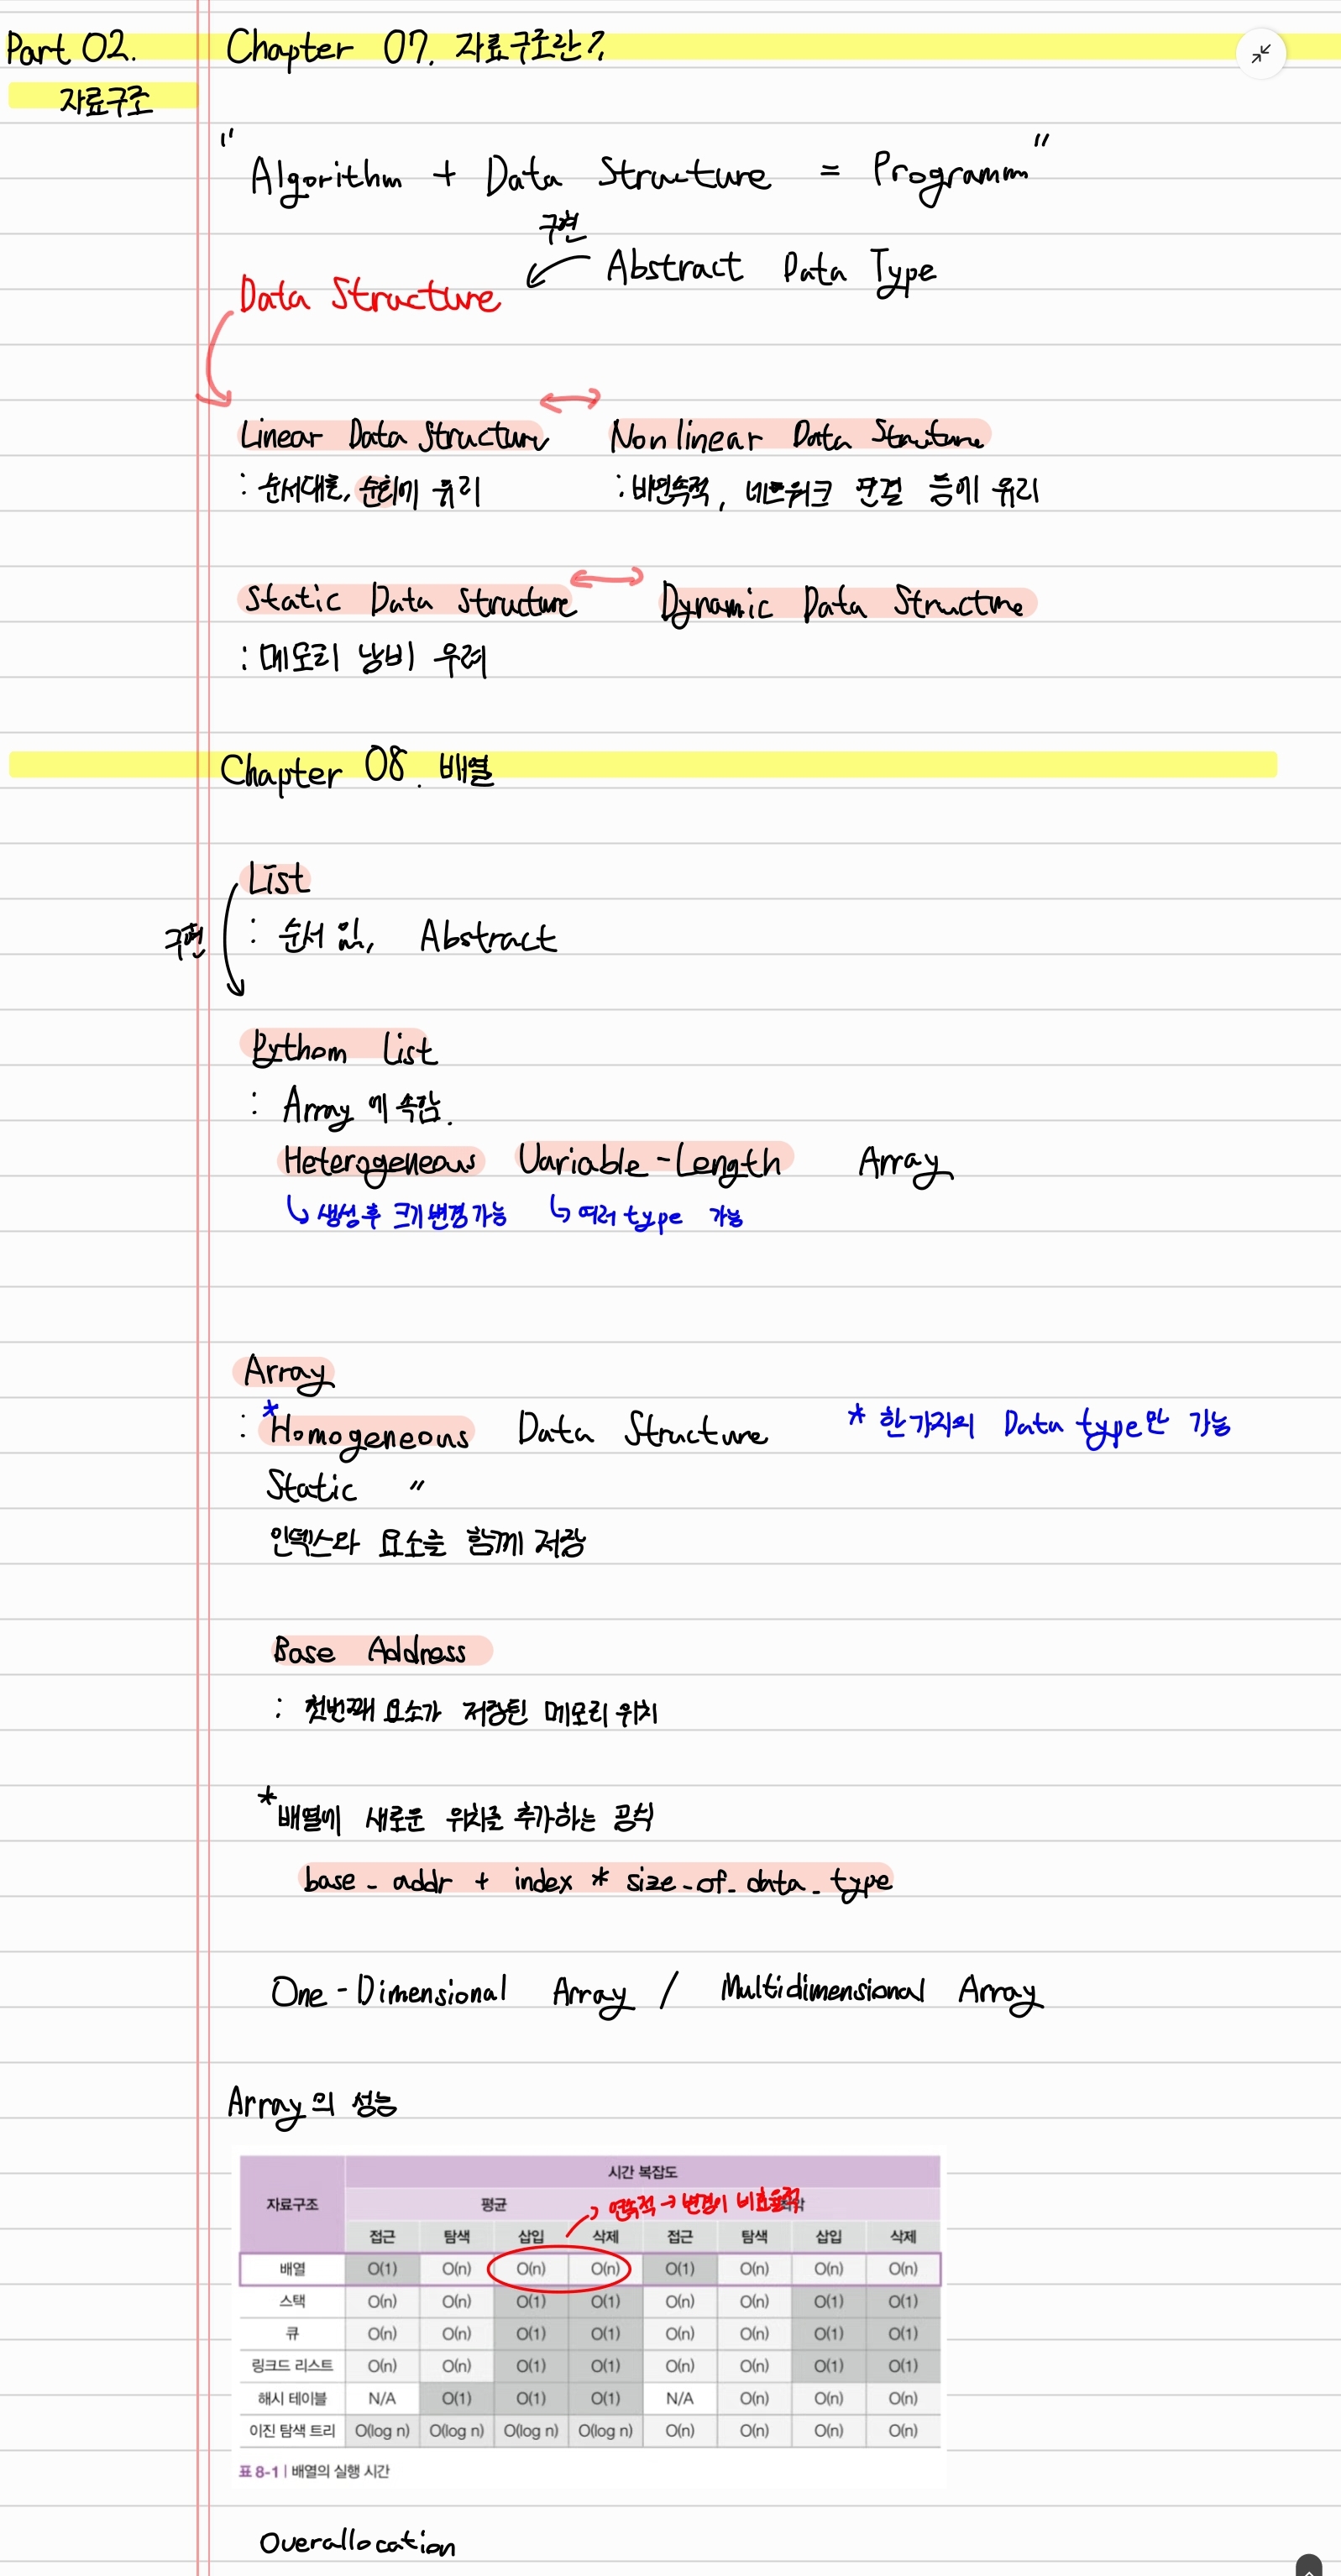 Part 02. Chapter 07. 자료구조란?
자료구조
"Algorithm + Data Structure = Programm"
구현
Abstract Data Type
Data Structure
Linear Data Structure ↔ Nonlinear Data Structure
: 순서대로, 순회에 유리 : 비연속적, 네트워크 연결 등에 유리
Static Data Structure ↔ Dynamic Data Structure
: 메모리 낭비 우려
Chapter 08. 배열
List
구현 : 순서 있, Abstract
Python List
: Array에 속함.
Heterogeneous Variable-Length Array
생성 후 크기 변경 가능 여러 type 가능
Array
: *Homogeneous Data Structure * 한 가지의 Data type만 가능
Static "
인덱스와 요소를 함께 저장
Base Address
: 첫번째 요소가 저장된 메모리 위치
* 배열에 새로운 위치를 추가하는 공식
base_addr + index * size_of_data_type
One-Dimensional Array / Multidimensional Array
Array의 성능
시간 복잡도
자료구조 평균 → 연속적 → 변경이 비효율적
접근 탐색 삽입 삭제 접근 탐색 삽입 삭제
배열 O(1) O(n) O(n) O(n) O(1) O(n) O(n) O(n)
스택 O(n) O(n) O(1) O(1) O(n) O(n) O(1) O(1)
큐 O(n) O(n) O(1) O(1) O(n) O(n) O(1) O(1)
링크드 리스트 O(n) O(n) O(1) O(1) O(n) O(n) O(1) O(1)
해시 테이블 N/A O(1) O(1) O(1) N/A O(n) O(n) O(n)
이진 탐색 트리 O(log n) O(log n) O(log n) O(log n) O(n) O(n) O(n) O(n)
표 8-1 | 배열의 실행 시간
Overallocation